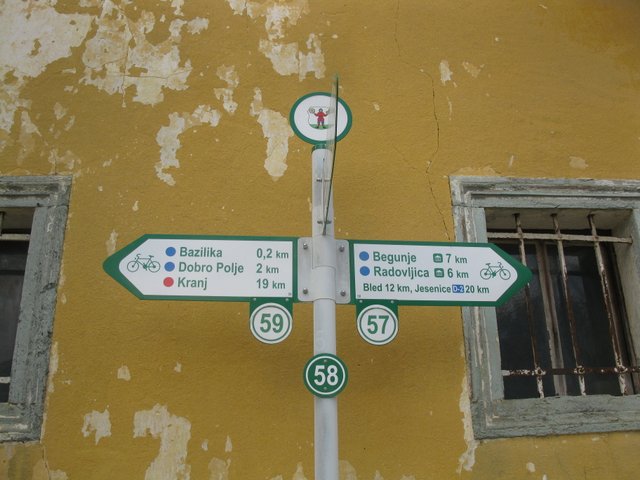 Bazilika 0,2 km
Dobro Polje 2 km
Kranj 19 km
59
Begunje 7 km
Radovljica 6 km
Bled 12 km, Jesenice D-2 20 km
57
58